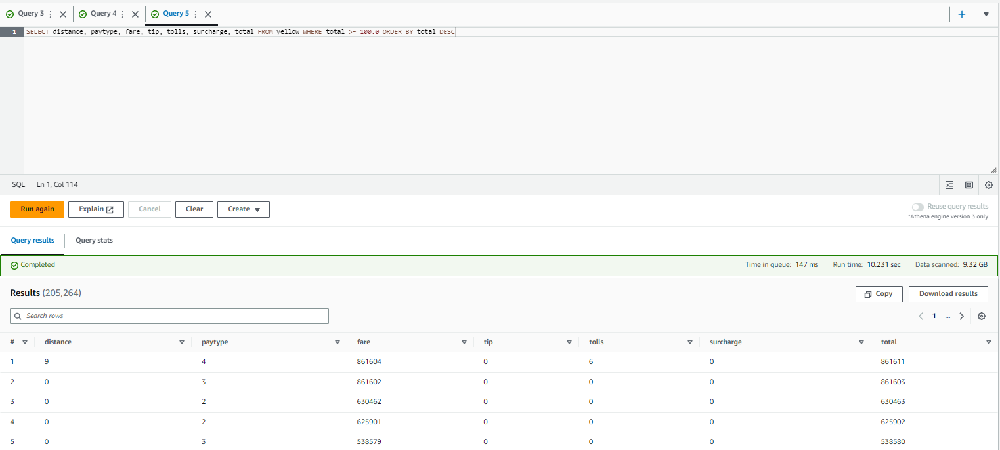 Query 3 Query 4 Query 5
1 SELECT distance, paytype, fare, tip, tolls, surcharge, total FROM yellow WHERE total >= 100.0 ORDER BY total DESC
SQL Ln 1, Col 114
Run again Explain Cancel Clear Create Reuse query results
*Athena engine version 3 only
Query results Query stats
Completed Time in queue: 147 ms Run time: 10.231 sec Data scanned: 9.32 GB
Results (205,264) Copy Download results
Search rows 1 ...
# distance paytype fare tip tolls surcharge total
1 9 4 861604 0 6 0 861611
2 0 3 861602 0 0 0 861603
3 0 2 630462 0 0 0 630463
4 0 2 625901 0 0 0 625902
5 0 3 538579 0 0 0 538580